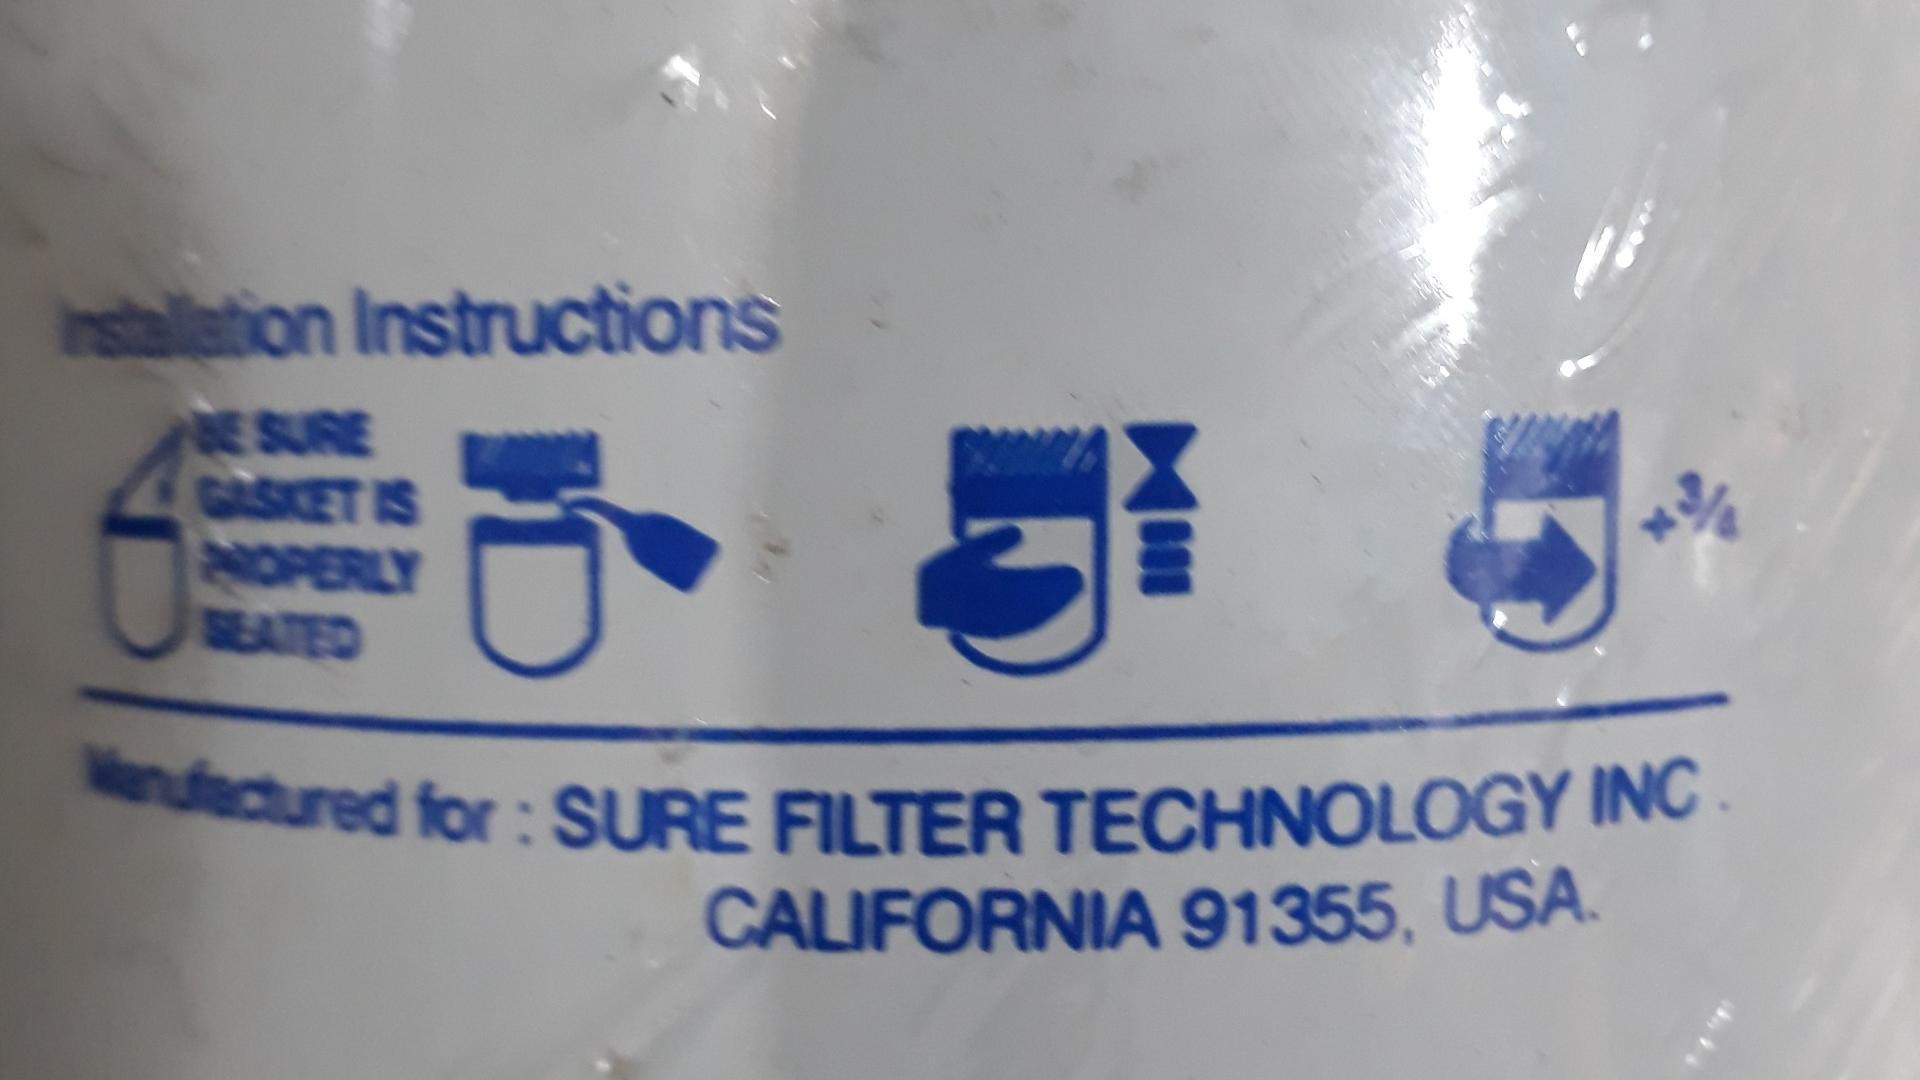 Installation Instructions
BE SURE
GASKET IS
PROPERLY
SEATED
+3/4
Manufactured for : SURE FILTER TECHNOLOGY INC.
CALIFORNIA 91355, USA.